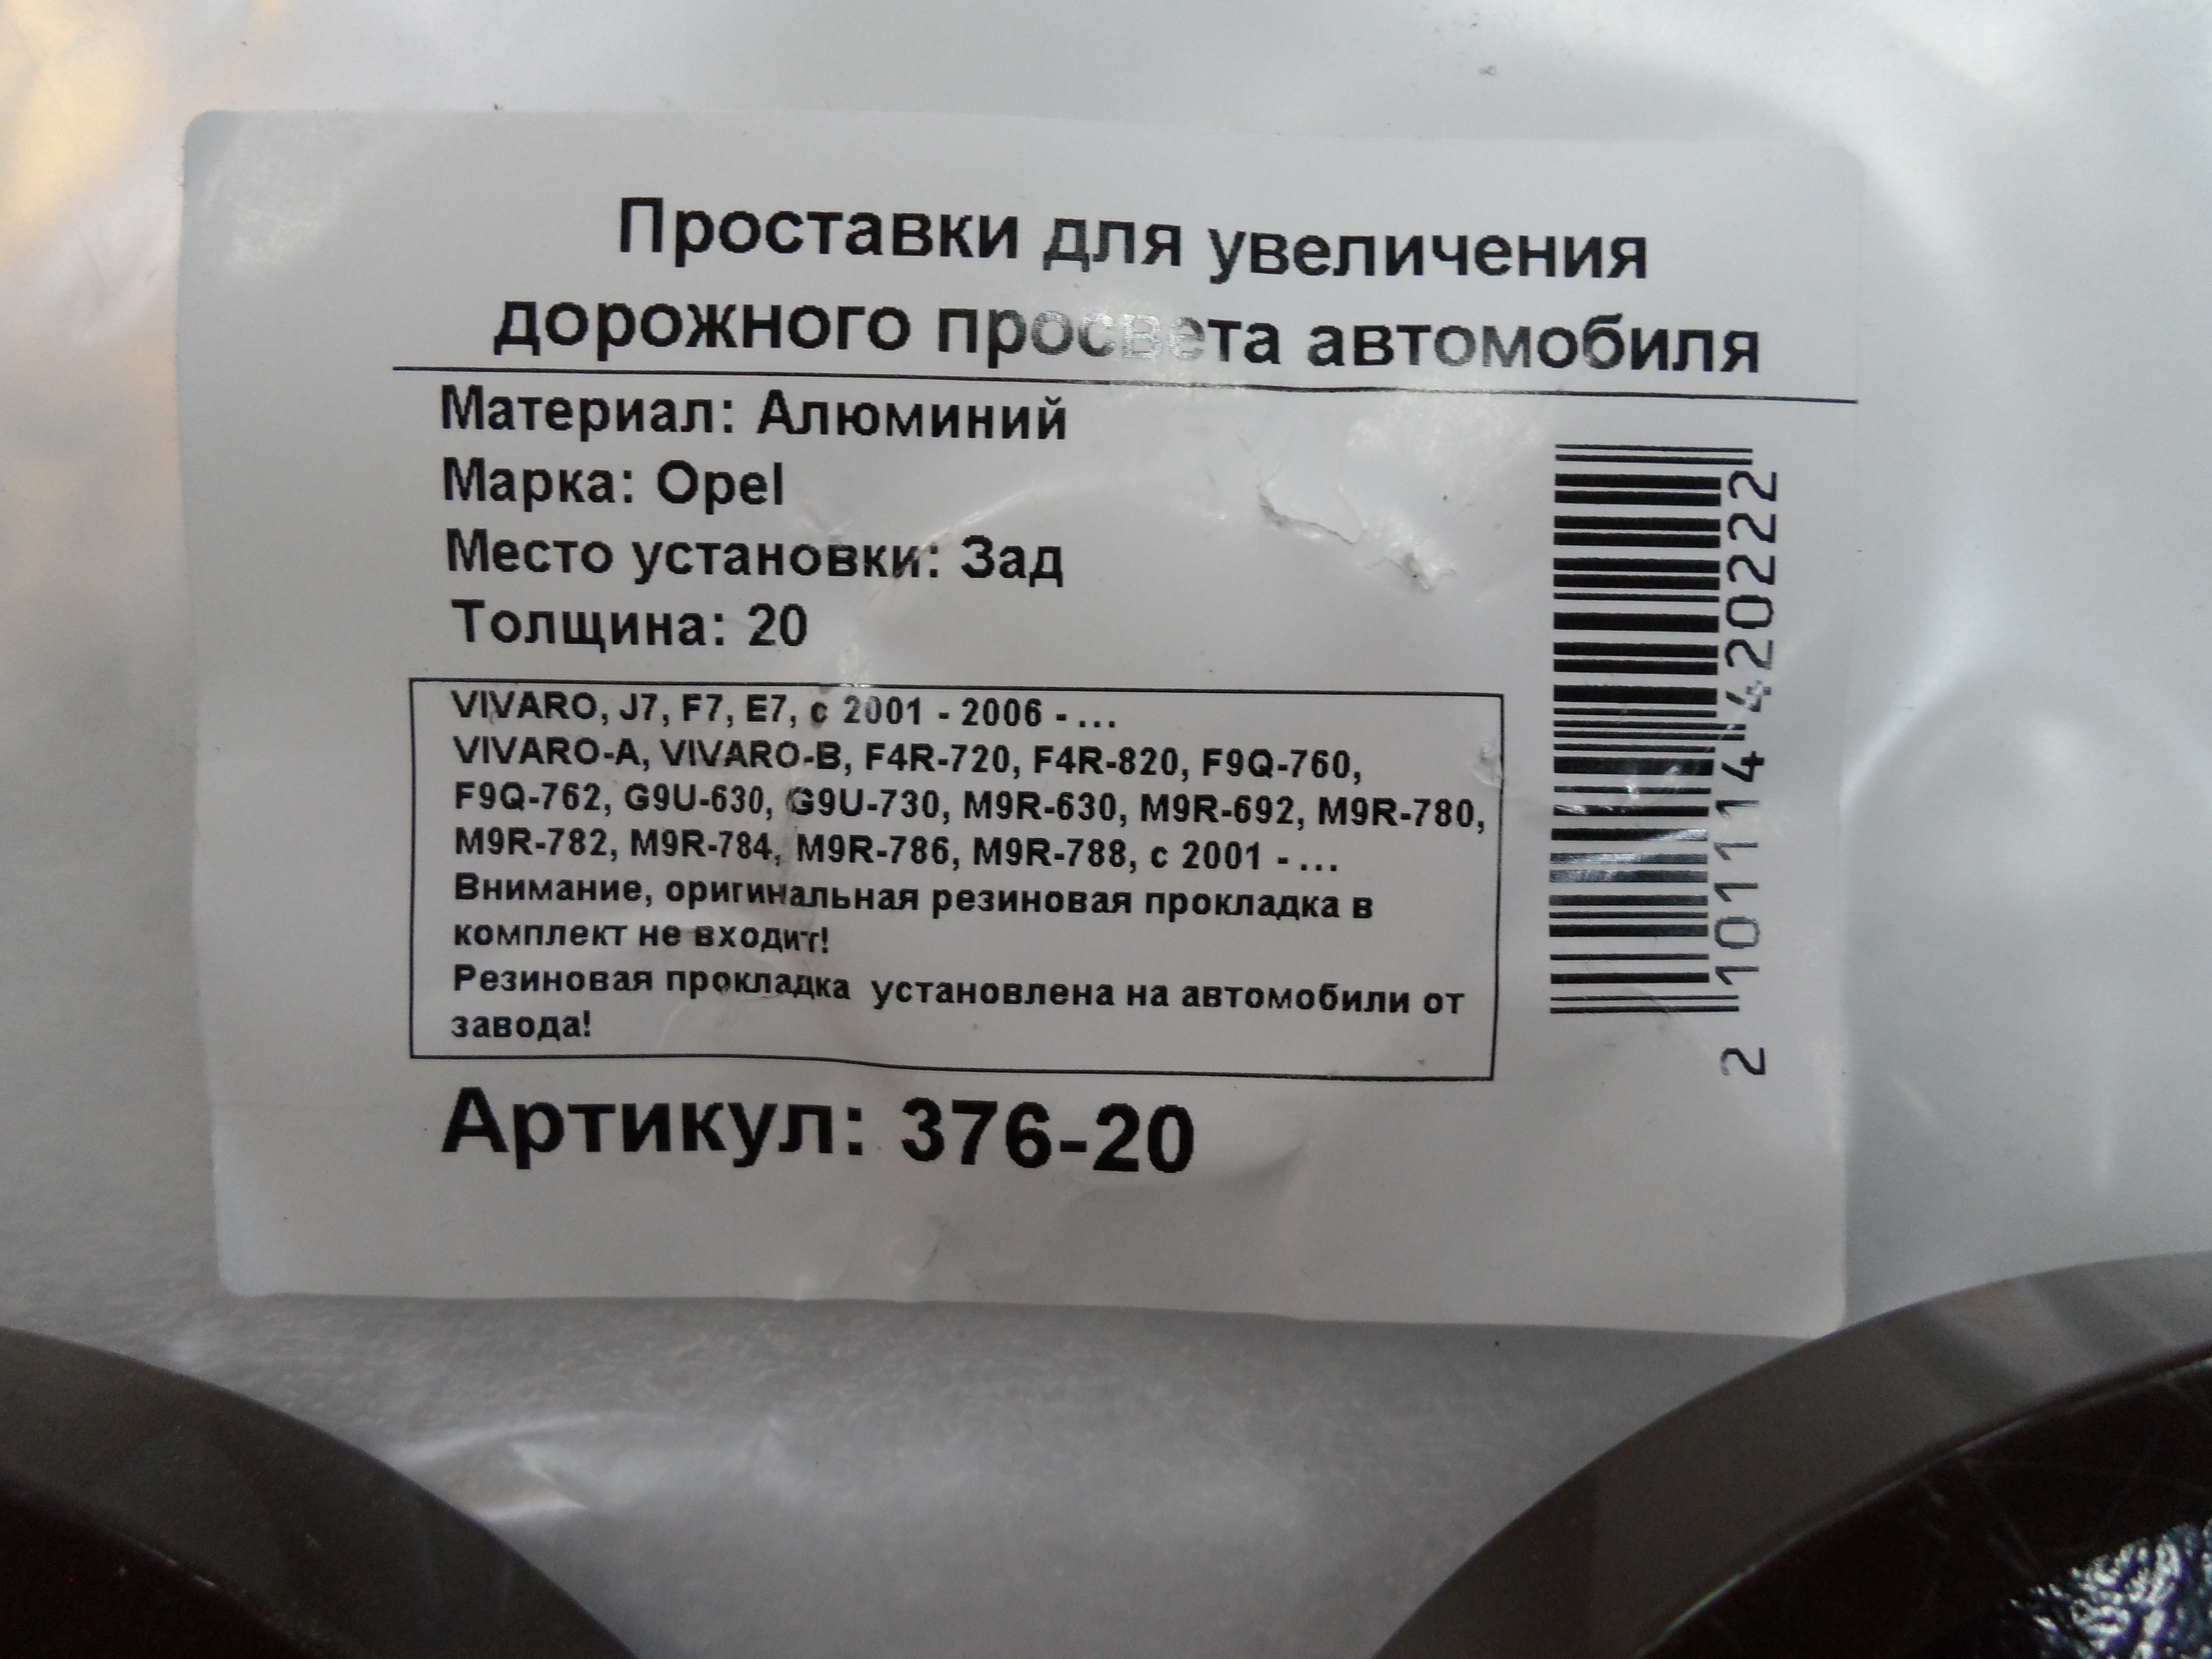 Проставки для увеличения
дорожного просвета автомобиля
Материал: Алюминий
Марка: Opel
Место установки: Зад
Толщина: 20
VIVARO, J7, F7, E7, с 2001 - 2006 - ...
VIVARO-A, VIVARO-B, F4R-720, F4R-820, F9Q-760,
F9Q-762, G9U-630, G9U-730, M9R-630, M9R-692, M9R-780,
M9R-782, M9R-784, M9R-786, M9R-788, с 2001 - ...
Внимание, оригинальная резиновая прокладка в
комплект не входит!
Резиновая прокладка установлена на автомобили от
завода!
Артикул: 376-20
2 101114 420222